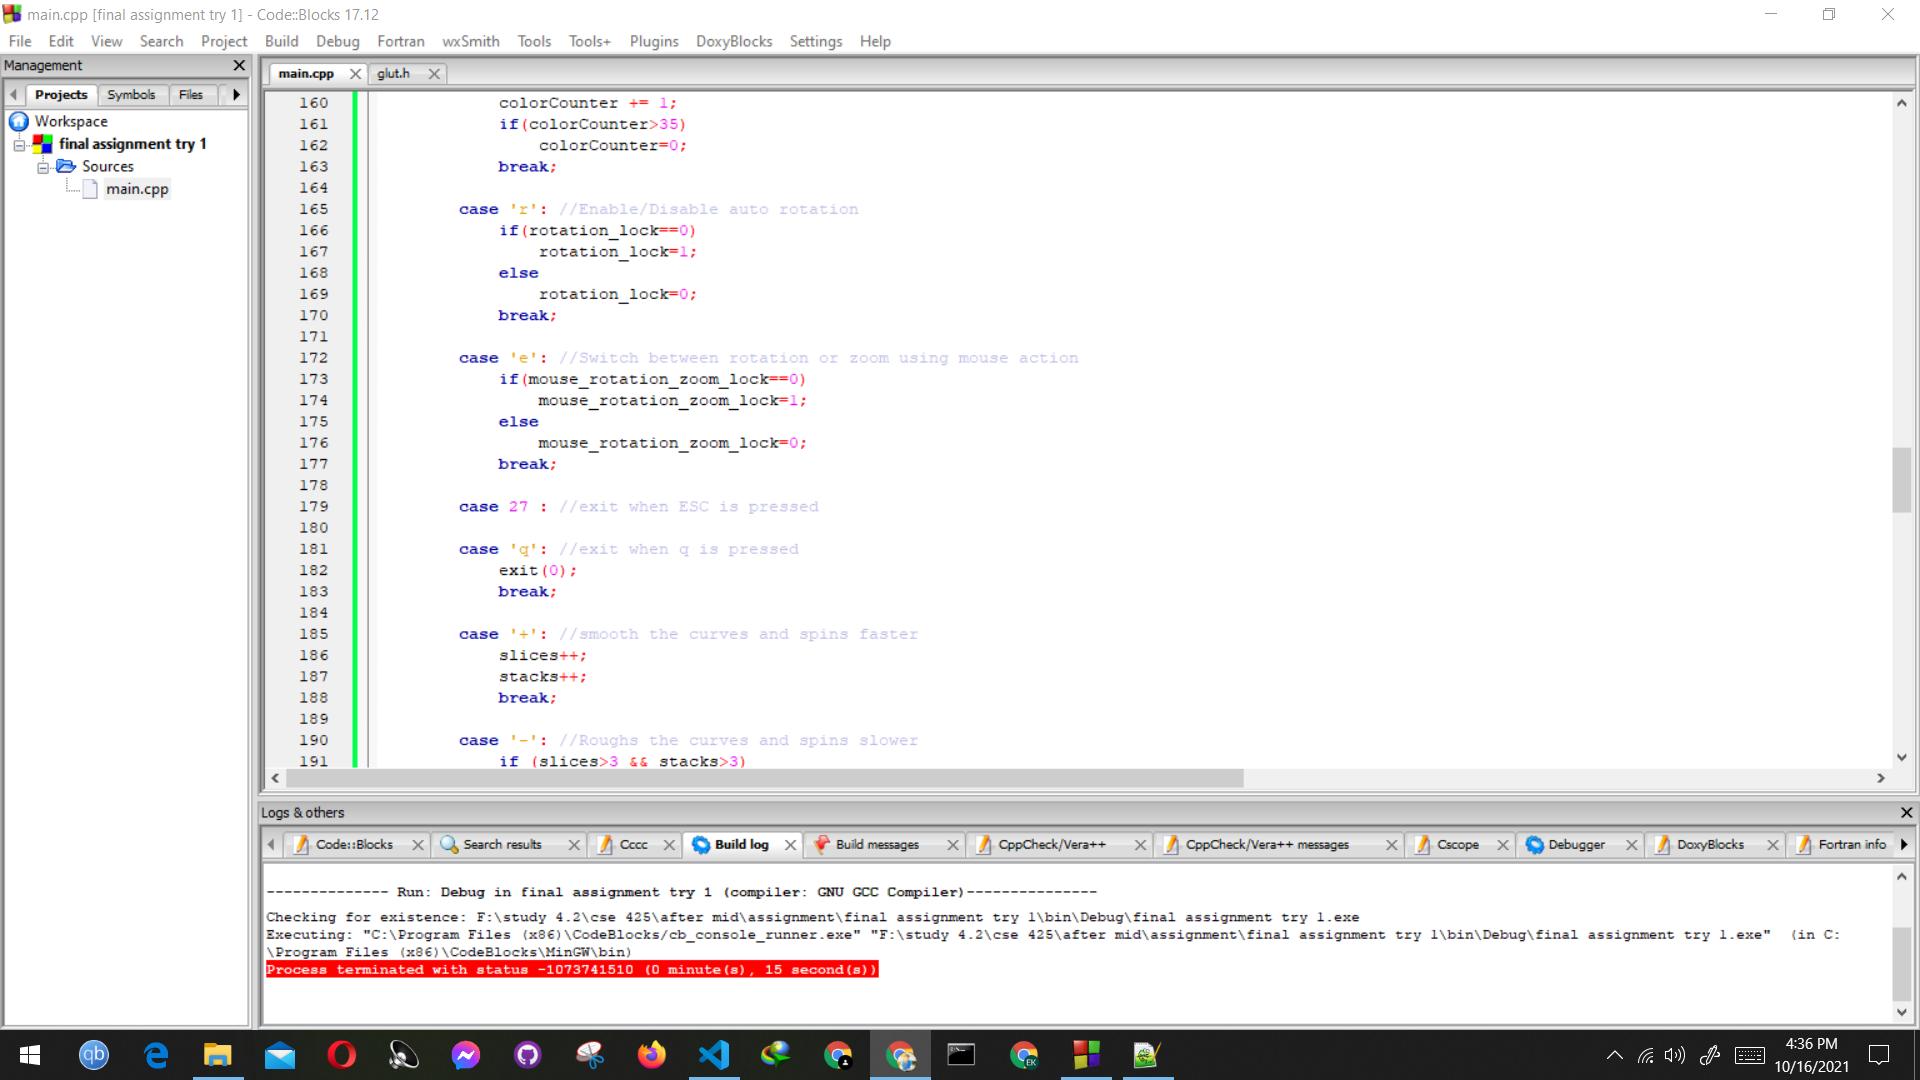 main.cpp [final assignment try 1] - Code::Blocks 17.12
File Edit View Search Project Build Debug Fortran wxSmith Tools Tools+ Plugins DoxyBlocks Settings Help
Management
Projects Symbols Files
Workspace
final assignment try 1
Sources
main.cpp
main.cpp glut.h
160 colorCounter += 1;
161 if(colorCounter>35)
162 colorCounter=0;
163 break;
164
165 case 'r': //Enable/Disable auto rotation
166 if(rotation_lock==0)
167 rotation_lock=1;
168 else
169 rotation_lock=0;
170 break;
171
172 case 'e': //Switch between rotation or zoom using mouse action
173 if(mouse_rotation_zoom_lock==0)
174 mouse_rotation_zoom_lock=1;
175 else
176 mouse_rotation_zoom_lock=0;
177 break;
178
179 case 27 : //exit when ESC is pressed
180
181 case 'q': //exit when q is pressed
182 exit(0);
183 break;
184
185 case '+': //smooth the curves and spins faster
186 slices++;
187 stacks++;
188 break;
189
190 case '-': //Roughs the curves and spins slower
191 if (slices>3 && stacks>3)
Logs & others
Code::Blocks Search results Cccc Build log Build messages CppCheck/Vera++ CppCheck/Vera++ messages Cscope Debugger DoxyBlocks Fortran info
-------------- Run: Debug in final assignment try 1 (compiler: GNU GCC Compiler)---------------
Checking for existence: F:\study 4.2\cse 425\after mid\assignment\final assignment try 1\bin\Debug\final assignment try 1.exe
Executing: "C:\Program Files (x86)\CodeBlocks/cb_console_runner.exe" "F:\study 4.2\cse 425\after mid\assignment\final assignment try 1\bin\Debug\final assignment try 1.exe"  (in C:
\Program Files (x86)\CodeBlocks\MinGW\bin)
Process terminated with status -1073741510 (0 minute(s), 15 second(s))
qb
EK
4:36 PM
10/16/2021